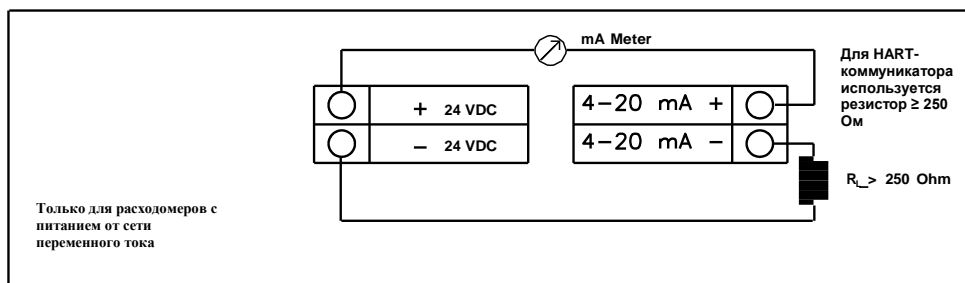 mA Meter
Для HART-
коммуникатора
используется
резистор ≥ 250
Ом
+ 24 VDC
4-20 mA +
- 24 VDC
4-20 mA -
RL > 250 Ohm
Только для расходомеров с
питанием от сети
переменного тока